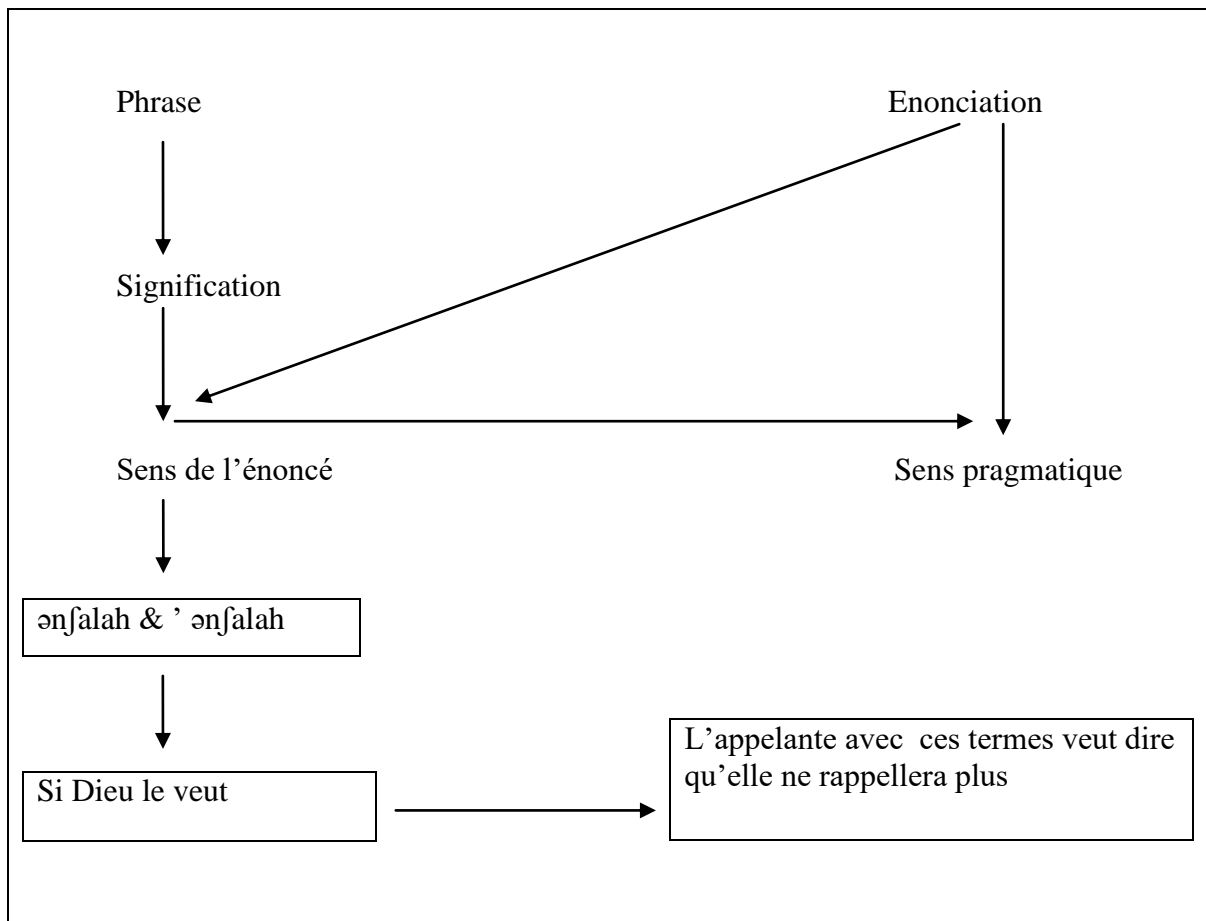 Phrase
Enonciation
Signification
Sens de l’énoncé
Sens pragmatique
ənʃalah & ’ ənʃalah
L’appelante avec ces termes veut dire
qu’elle ne rappellera plus
Si Dieu le veut